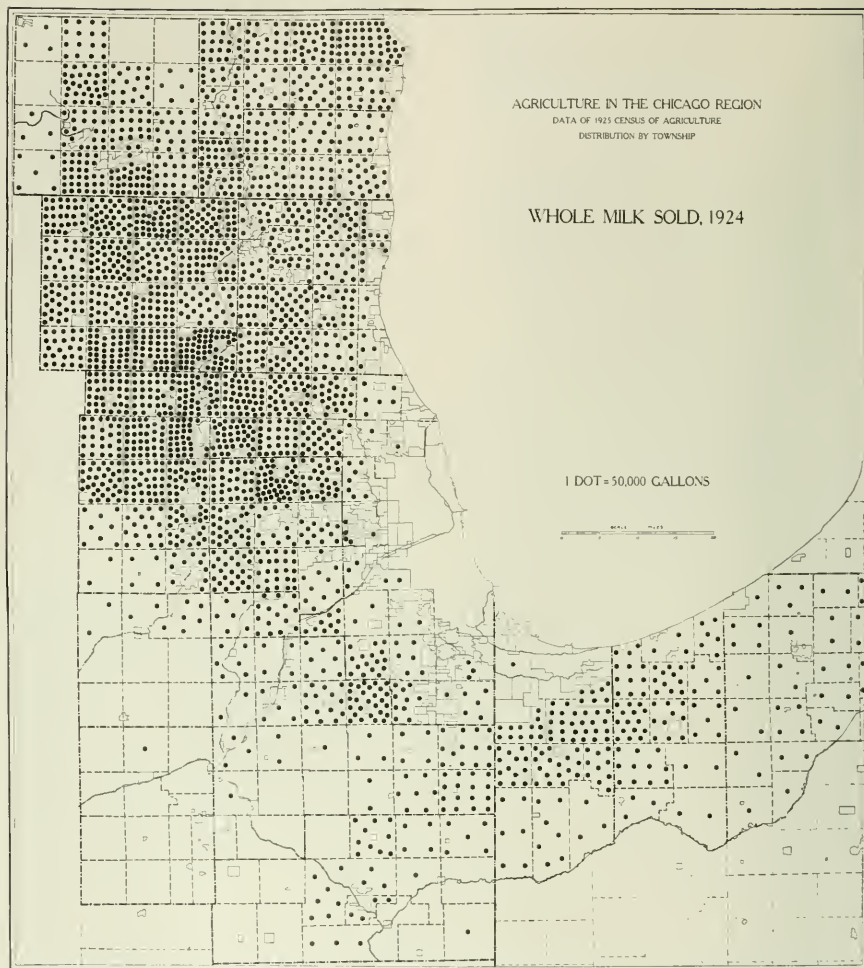 AGRICULTURE IN THE CHICAGO REGION
DATA OF 1925 CENSUS OF AGRICULTURE
DISTRIBUTION BY TOWNSHIP
WHOLE MILK SOLD, 1924
1 DOT = 50,000 GALLONS